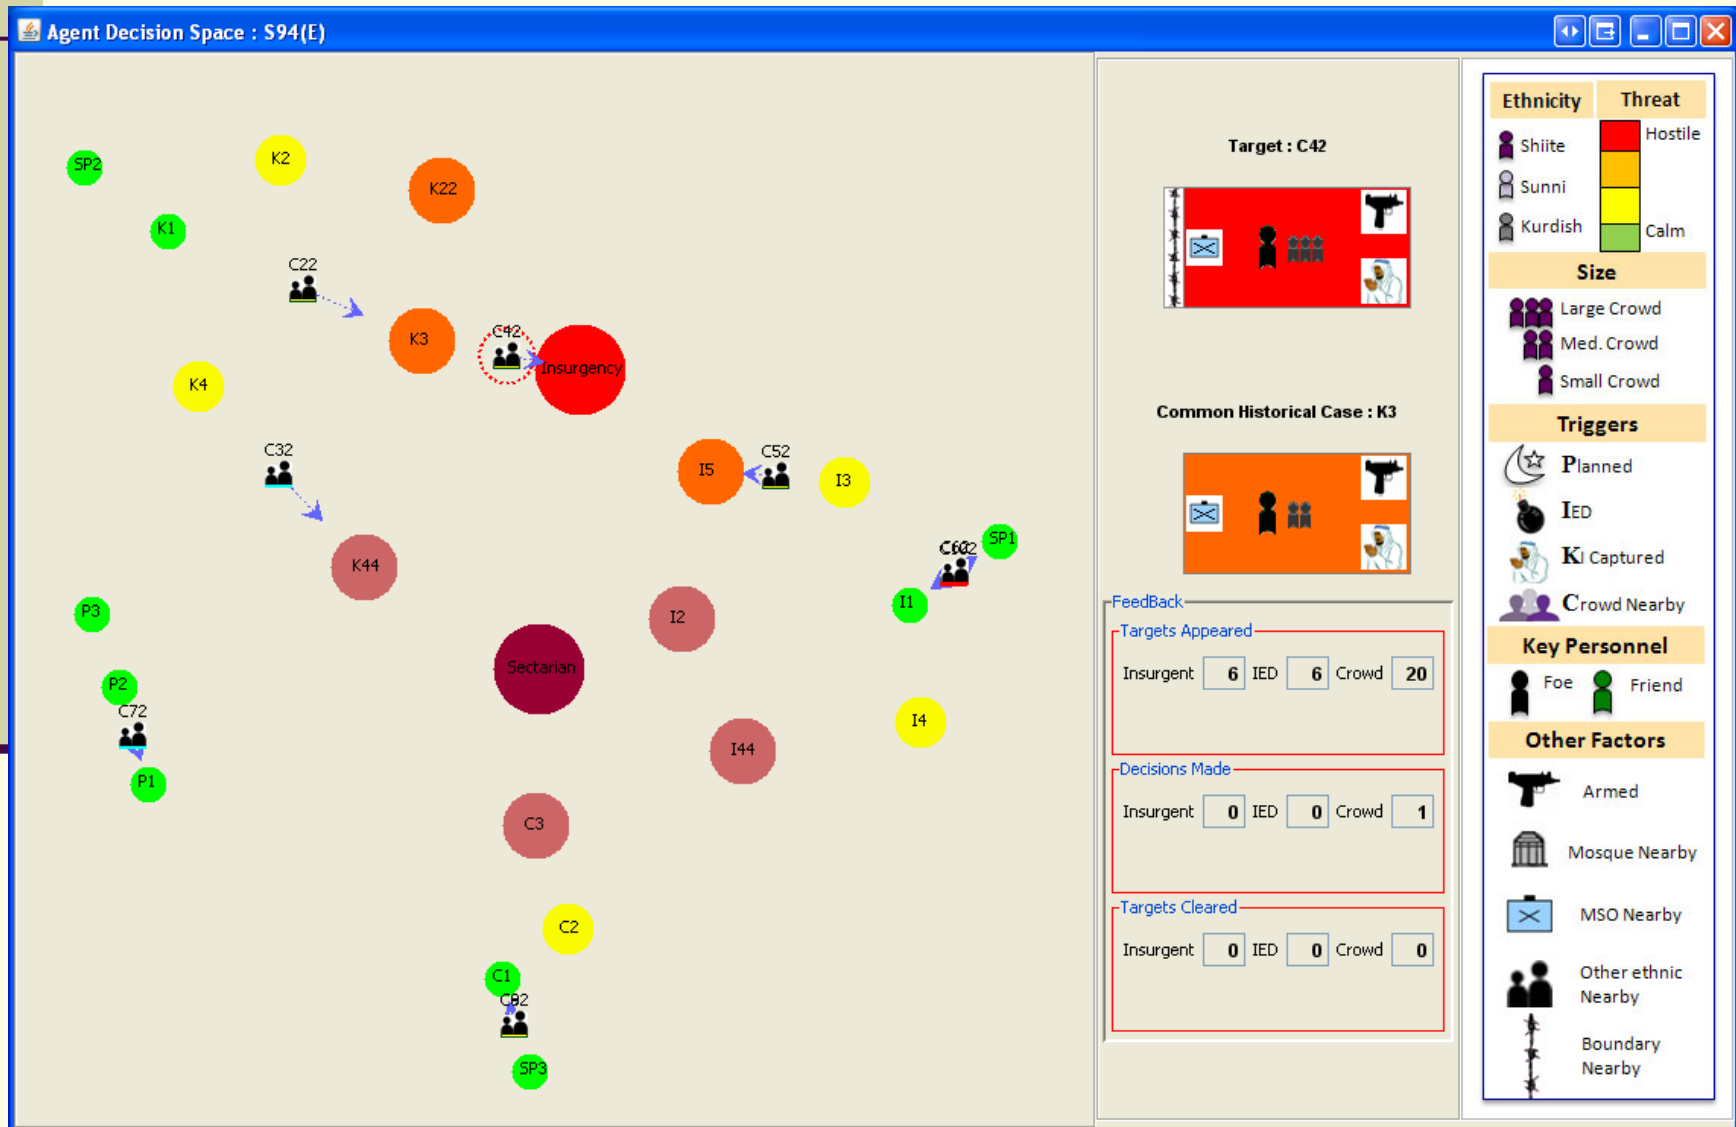 Agent Decision Space : S94(E)
SP2
K2
K22
K1
C22
K3
C42
Insurgency
K4
C32
I5
C52
I3
K44
SP1
I1
I2
P3
Sectarian
P2
C72
P1
I4
I44
C3
C2
C1
SP3
Target : C42
Common Historical Case : K3
FeedBack
Targets Appeared
Insurgent 6 IED 6 Crowd 20
Decisions Made
Insurgent 0 IED 0 Crowd 1
Targets Cleared
Insurgent 0 IED 0 Crowd 0
Ethnicity Threat
Shiite
Sunni
Kurdish
Hostile
Calm
Size
Large Crowd
Med. Crowd
Small Crowd
Triggers
Planned
IED
KI Captured
Crowd Nearby
Key Personnel
Foe Friend
Other Factors
Armed
Mosque Nearby
MSO Nearby
Other ethnic
Nearby
Boundary
Nearby